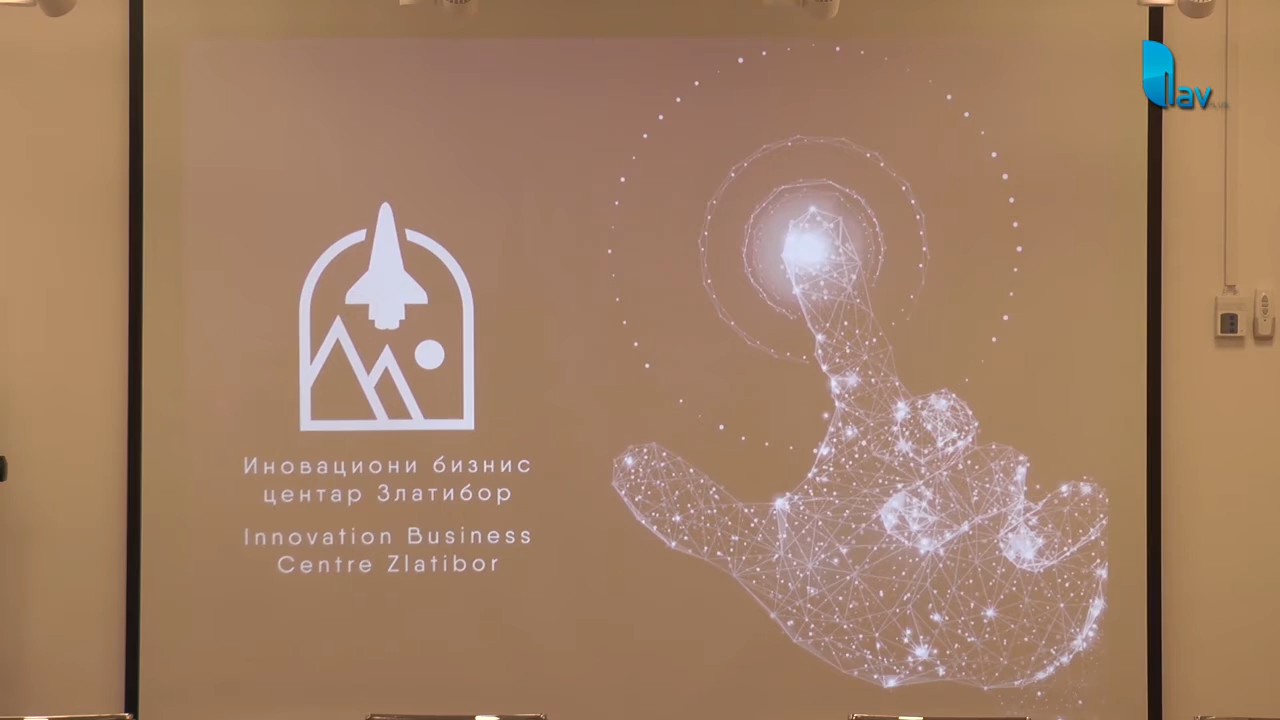 lav
Иновациони бизнис
центар Златибор
Innovation Business
Centre Zlatibor